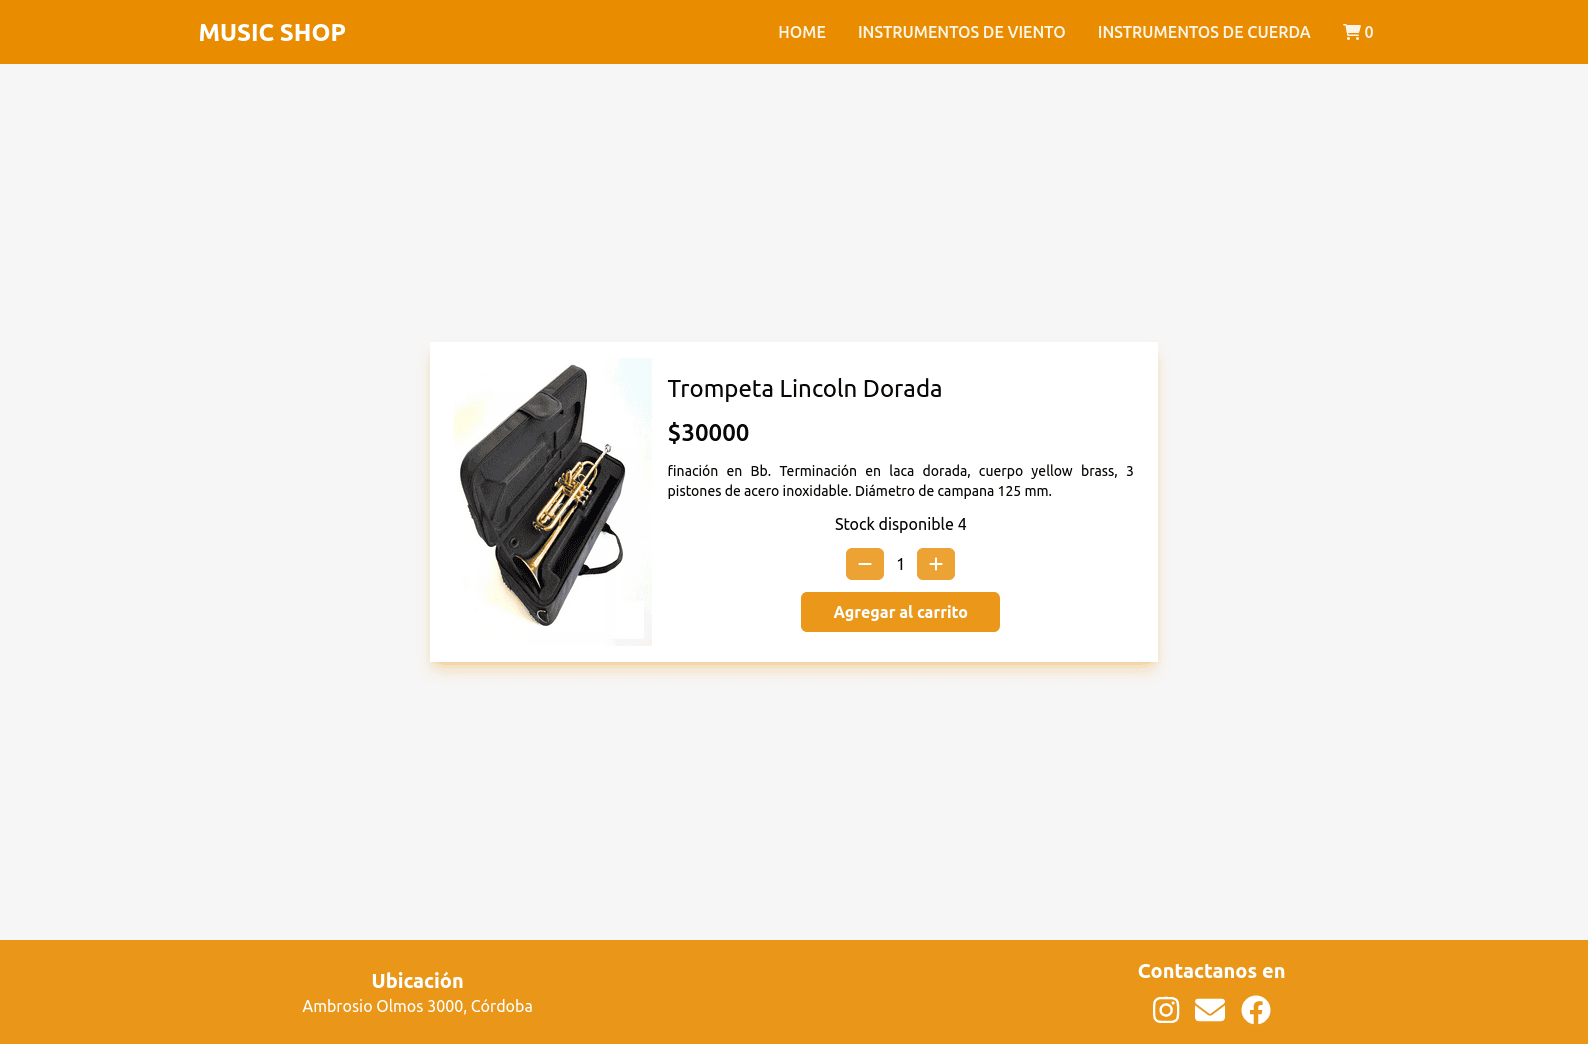 MUSIC SHOP
HOME INSTRUMENTOS DE VIENTO INSTRUMENTOS DE CUERDA 0
Trompeta Lincoln Dorada
$30000
finación en Bb. Terminación en laca dorada, cuerpo yellow brass, 3
pistones de acero inoxidable. Diámetro de campana 125 mm.
Stock disponible 4
− 1 +
Agregar al carrito
Ubicación
Ambrosio Olmos 3000, Córdoba
Contactanos en